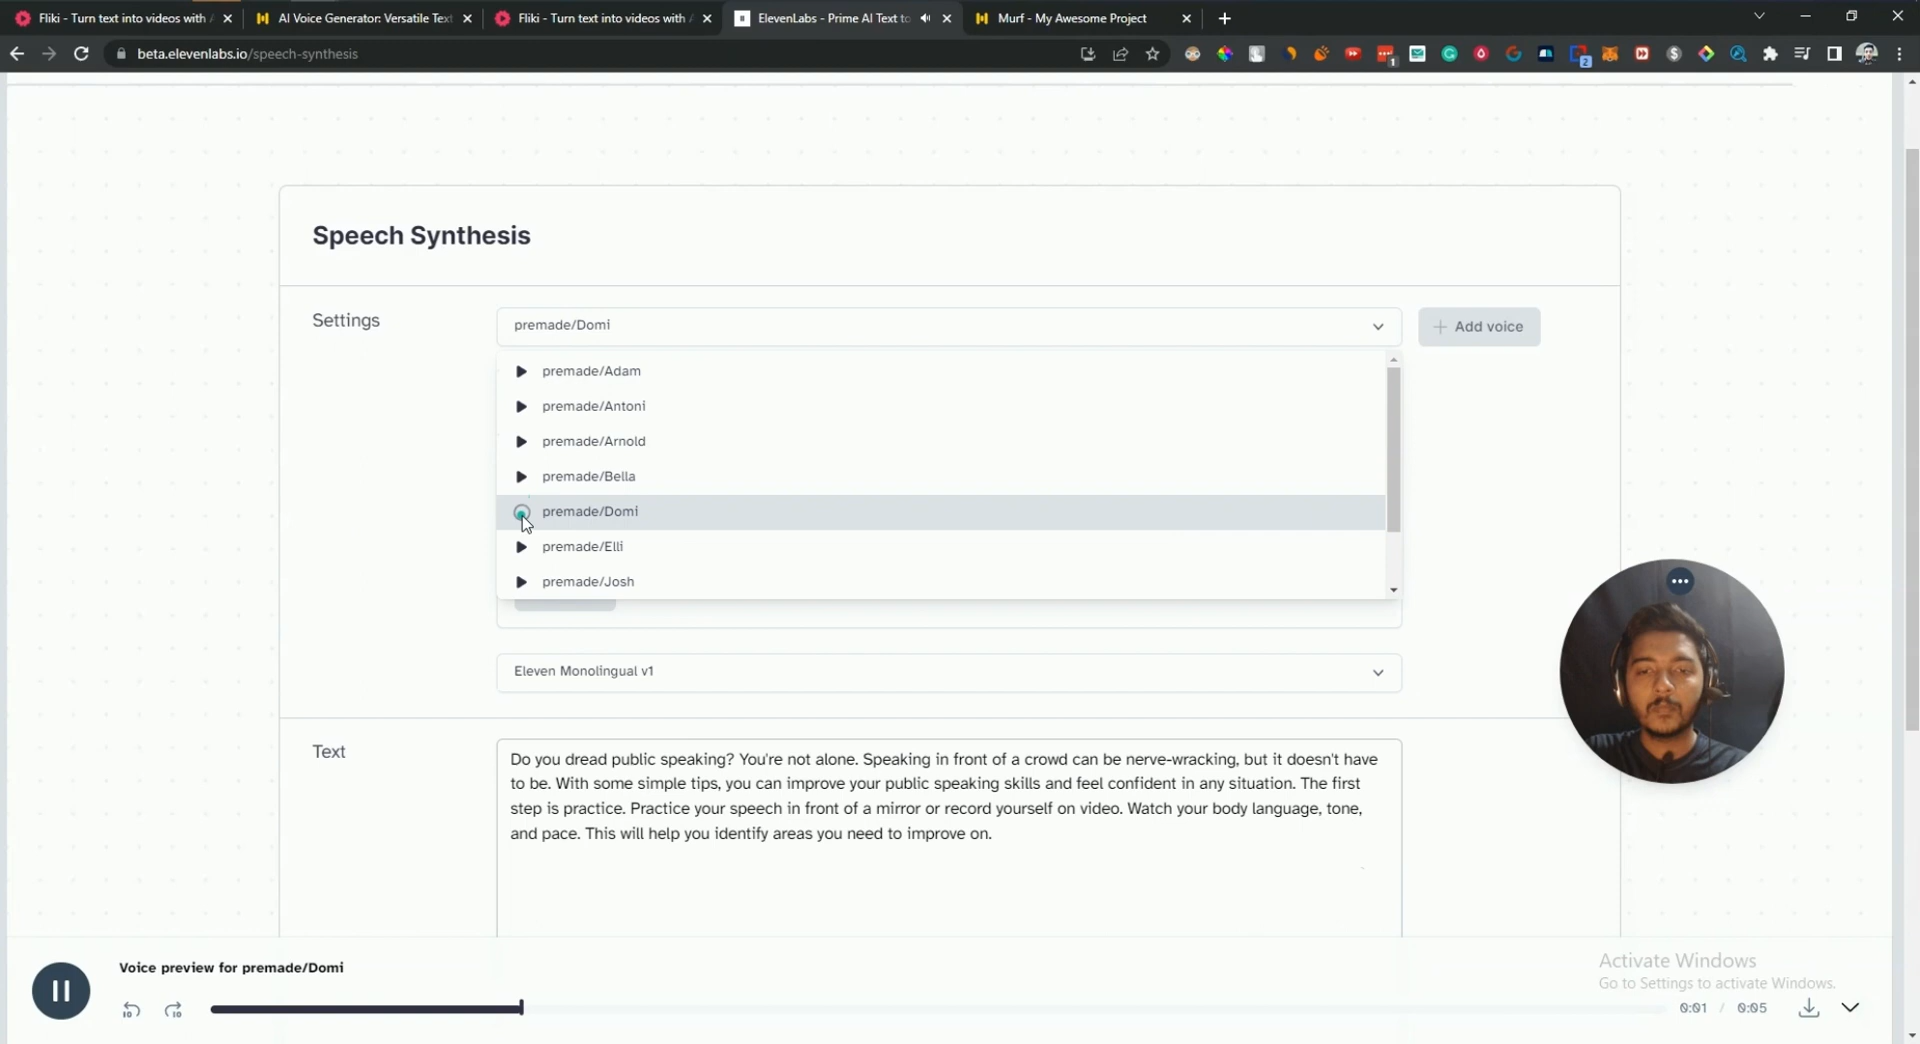 Fliki - Turn text into videos with
AI Voice Generator: Versatile Text
Fliki - Turn text into videos with
ElevenLabs - Prime AI Text to
Murf - My Awesome Project
beta.elevenlabs.io/speech-synthesis
1
2
Speech Synthesis
Settings
premade/Domi
+ Add voice
premade/Adam
premade/Antoni
premade/Arnold
premade/Bella
premade/Domi
premade/Elli
premade/Josh
Eleven Monolingual v1
Text
Do you dread public speaking? You're not alone. Speaking in front of a crowd can be nerve-wracking, but it doesn't have
to be. With some simple tips, you can improve your public speaking skills and feel confident in any situation. The first
step is practice. Practice your speech in front of a mirror or record yourself on video. Watch your body language, tone,
and pace. This will help you identify areas you need to improve on.
Voice preview for premade/Domi
10
10
0:01 / 0:05
Activate Windows
Go to Settings to activate Windows.